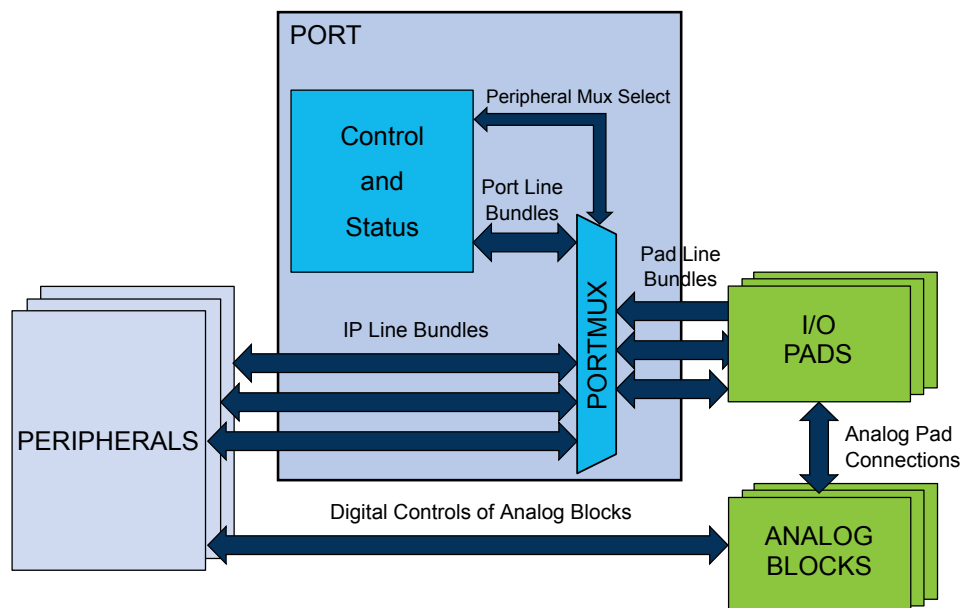 PORT
Peripheral Mux Select
Control
and
Status
Port Line
Bundles
Pad Line
Bundles
PORTMUX
I/O
PADS
IP Line Bundles
PERIPHERALS
Analog Pad
Connections
Digital Controls of Analog Blocks
ANALOG
BLOCKS